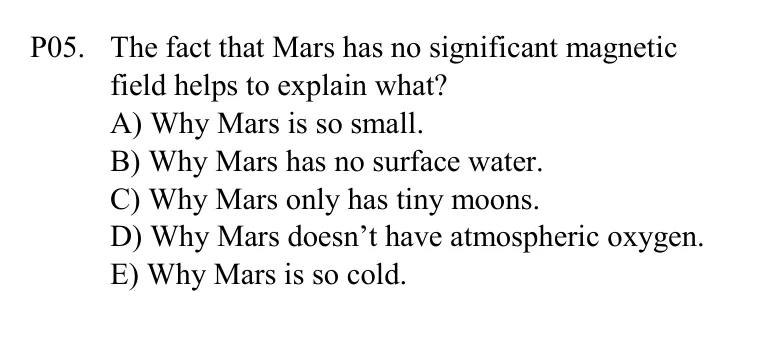 P05. The fact that Mars has no significant magnetic
field helps to explain what?
A) Why Mars is so small.
B) Why Mars has no surface water.
C) Why Mars only has tiny moons.
D) Why Mars doesn’t have atmospheric oxygen.
E) Why Mars is so cold.